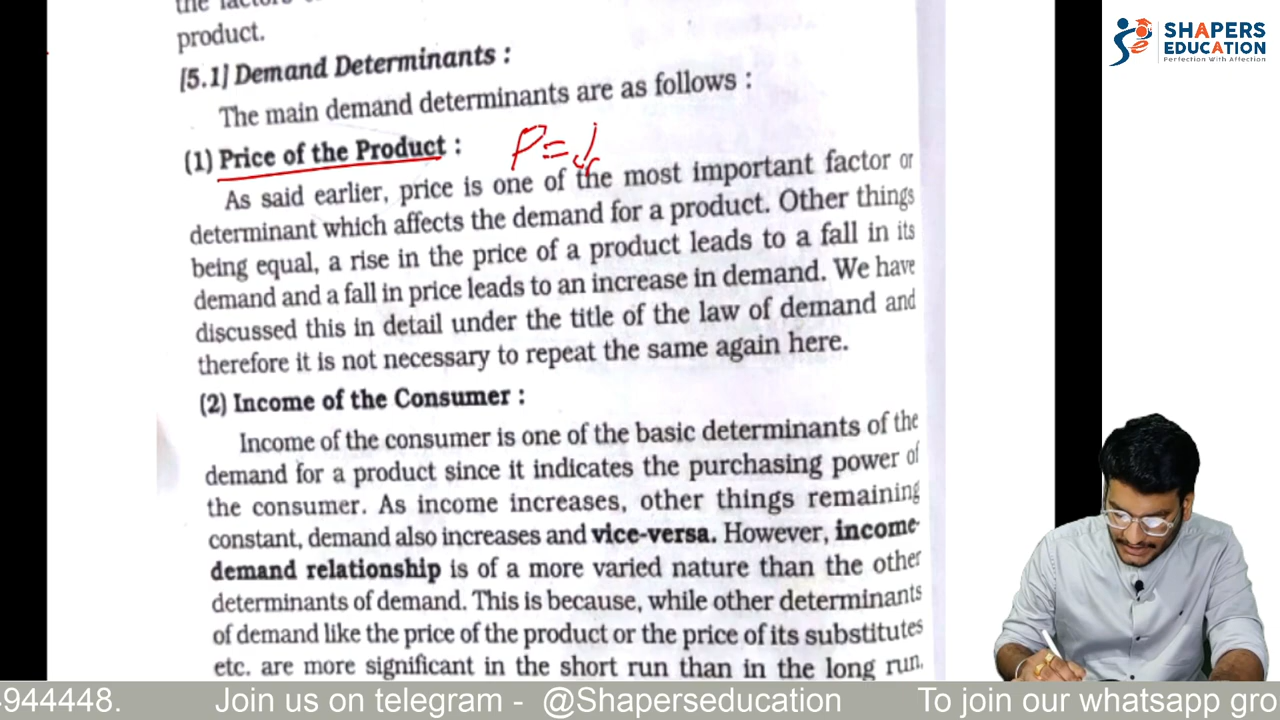 product.
[5.1] Demand Determinants :
The main demand determinants are as follows :
(1) Price of the Product :
P = ↓
As said earlier, price is one of the most important factor or
determinant which affects the demand for a product. Other things
being equal, a rise in the price of a product leads to a fall in its
demand and a fall in price leads to an increase in demand. We have
discussed this in detail under the title of the law of demand and
therefore it is not necessary to repeat the same again here.
(2) Income of the Consumer :
Income of the consumer is one of the basic determinants of the
demand for a product since it indicates the purchasing power of
the consumer. As income increases, other things remaining
constant, demand also increases and vice-versa. However, income-
demand relationship is of a more varied nature than the other
determinants of demand. This is because, while other determinants
of demand like the price of the product or the price of its substitutes
etc. are more significant in the short run than in the long run,
SHAPERS
EDUCATION
Perfection With Affection
-944448. Join us on telegram - @Shaperseducation To join our whatsapp gro